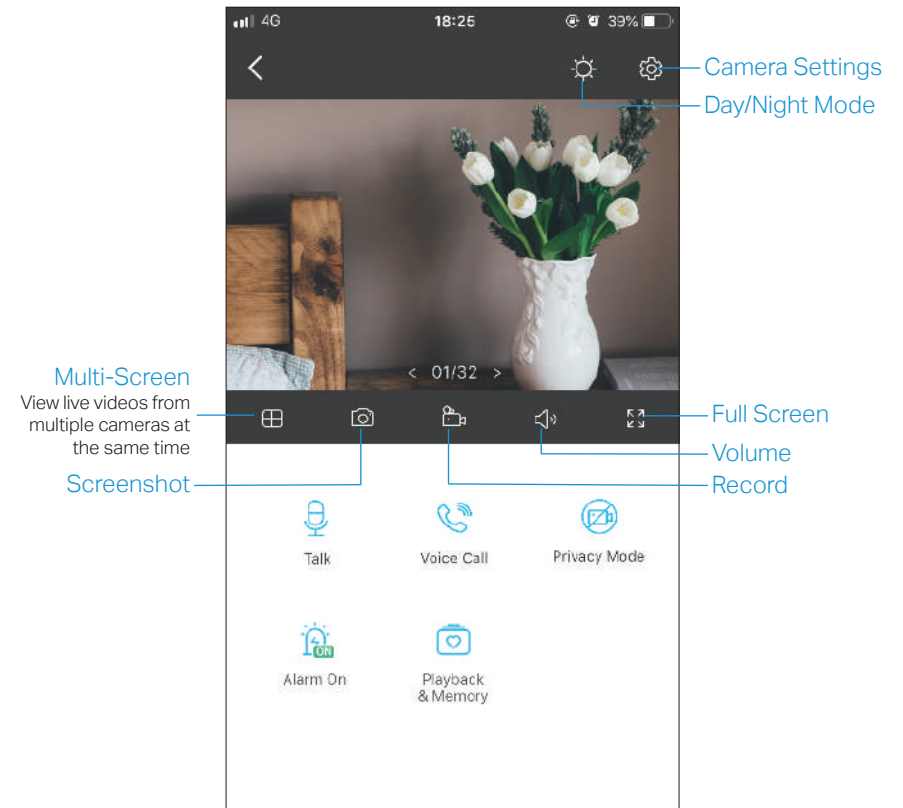 4G 18:25 39%
Camera Settings
Day/Night Mode
< 01/32 >
Multi-Screen
View live videos from
multiple cameras at
the same time
Full Screen
Volume
Screenshot
Record
Talk
Voice Call
Privacy Mode
ON
Alarm On
Playback
& Memory